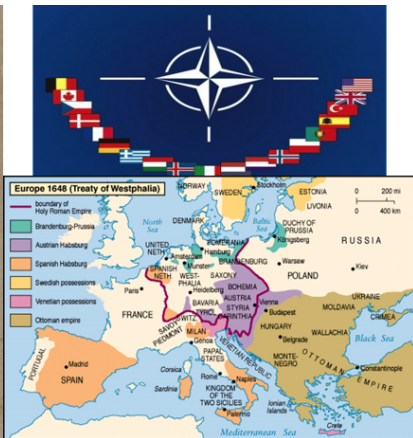 Europe 1648 (Treaty of Westphalia)
boundary of
Holy Roman Empire
Brandenburg-Prussia
Austrian Habsburg
Spanish Habsburg
Swedish possessions
Venetian possessions
Ottoman empire
0 200 mi
0 400 km
NORWAY
SWEDEN
Stockholm
ESTONIA
LIVONIA
North
Sea
DENMARK
Baltic
Sea
DUCHY OF
PRUSSIA
Königsberg
RUSSIA
UNITED
NETH
Amsterdam
POMERANIA
Hamburg
BRANDENBURG
Warsaw
POLAND
Kiev
SPANISH
NETH
Munster
WEST-
PHALIA
SAXONY
Paris
Heidelberg
BOHEMIA
FRANCE
BAVARIA
AUSTRIA
Vienna
TYROL
STYRIA
CARINTHIA
SWITZ
Budapest
HUNGARY
UKRAINE
MOLDAVIA
CRIMEA
SAVOY
PIEDMONT
MILAN
Genoa
VENETIAN REPUBLIC
Belgrade
WALLACHIA
Black Sea
PORTUGAL
Madrid
SPAIN
PAPAL
STATES
Corsica
Rome
MONTE-
NEGRO
OTTOMAN EMPIRE
Constantinople
Sardinia
Naples
KINGDOM
OF THE
TWO SICILIES
Palermo
Ionian
Islands
Crete
Mediterranean Sea